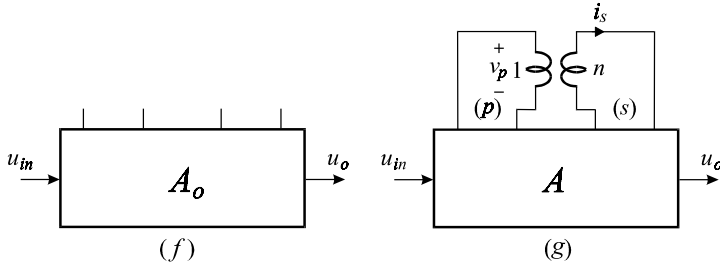 i_s
+
v_p 1 n
−
(p) (s)
u_in A_o u_o
u_in A u_o
(f)
(g)